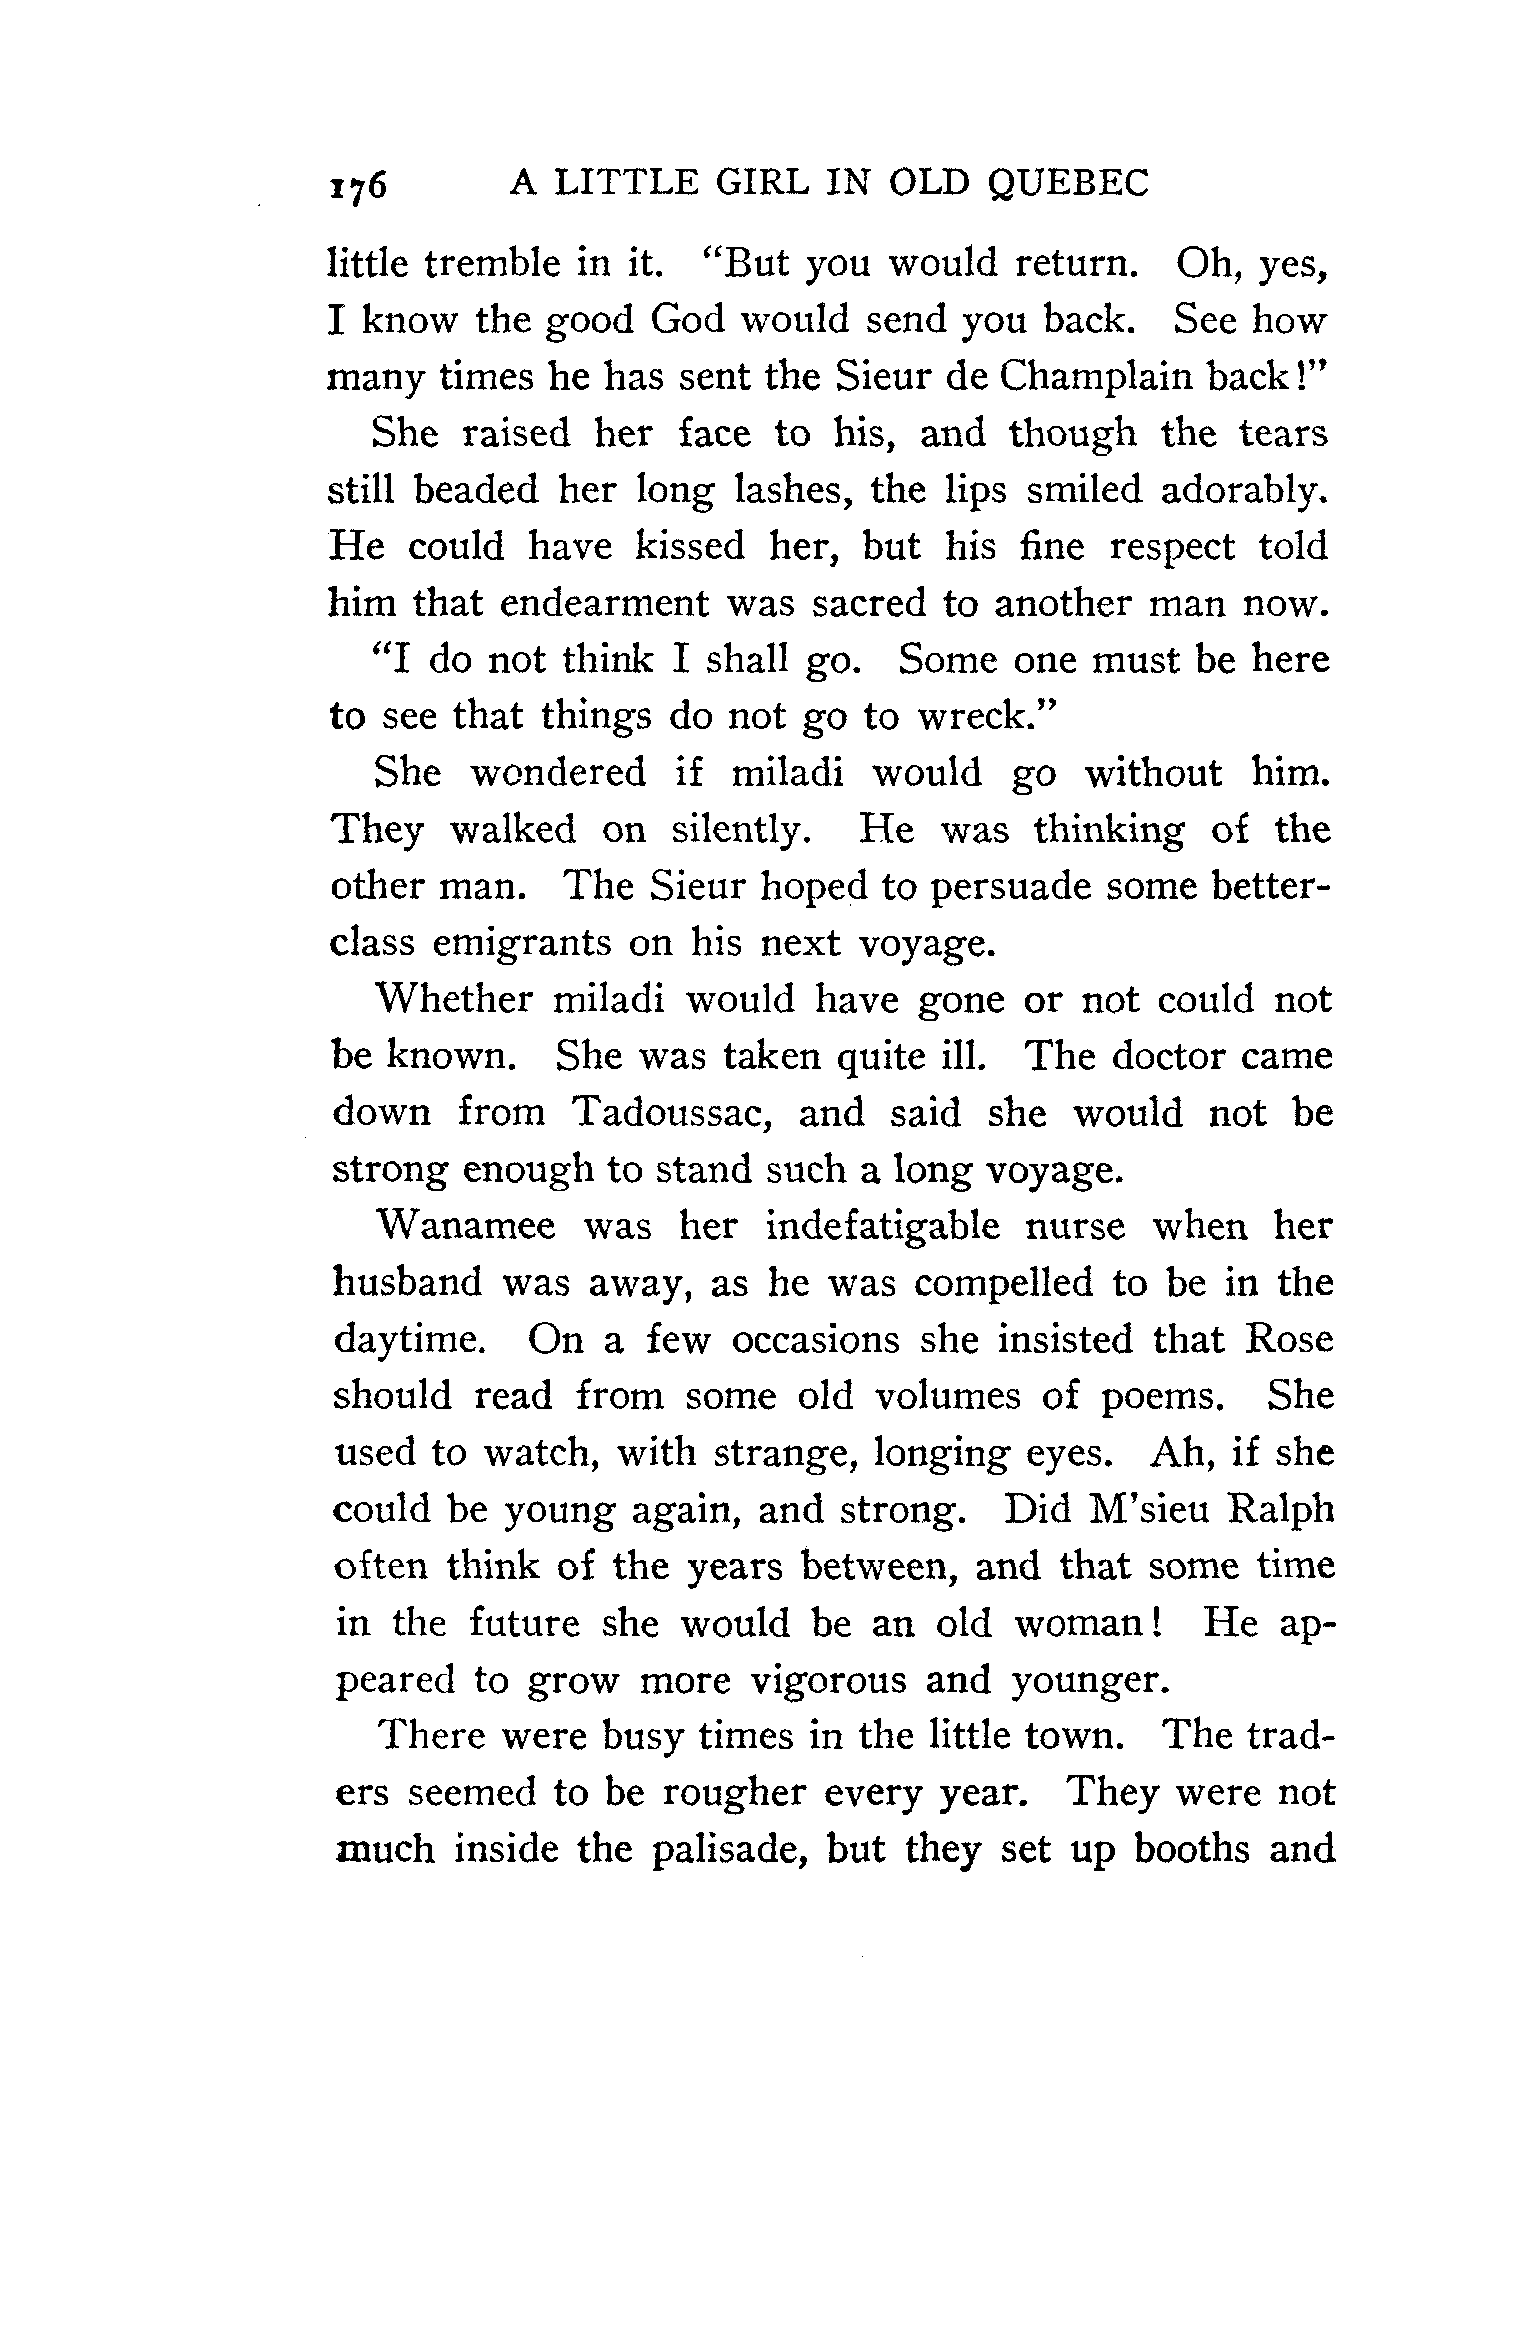 176 A LITTLE GIRL IN OLD QUEBEC
little tremble in it. “But you would return. Oh, yes,
I know the good God would send you back. See how
many times he has sent the Sieur de Champlain back!”
She raised her face to his, and though the tears
still beaded her long lashes, the lips smiled adorably.
He could have kissed her, but his fine respect told
him that endearment was sacred to another man now.
“I do not think I shall go. Some one must be here
to see that things do not go to wreck.”
She wondered if miladi would go without him.
They walked on silently. He was thinking of the
other man. The Sieur hoped to persuade some better-
class emigrants on his next voyage.
Whether miladi would have gone or not could not
be known. She was taken quite ill. The doctor came
down from Tadoussac, and said she would not be
strong enough to stand such a long voyage.
Wanamee was her indefatigable nurse when her
husband was away, as he was compelled to be in the
daytime. On a few occasions she insisted that Rose
should read from some old volumes of poems. She
used to watch, with strange, longing eyes. Ah, if she
could be young again, and strong. Did M’sieu Ralph
often think of the years between, and that some time
in the future she would be an old woman! He ap-
peared to grow more vigorous and younger.
There were busy times in the little town. The trad-
ers seemed to be rougher every year. They were not
much inside the palisade, but they set up booths and